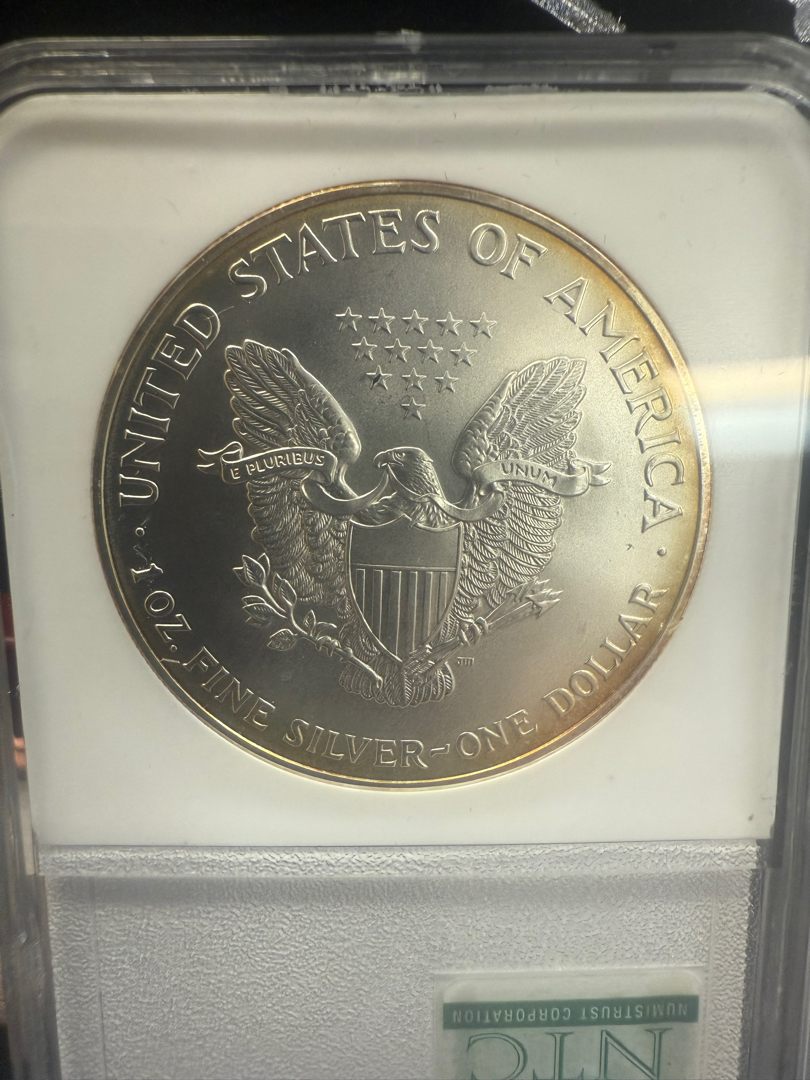 UNITED STATES OF AMERICA
E PLURIBUS UNUM
· 1 OZ. FINE SILVER~ONE DOLLAR ·
NUMISTRUST CORPORATION
NTC